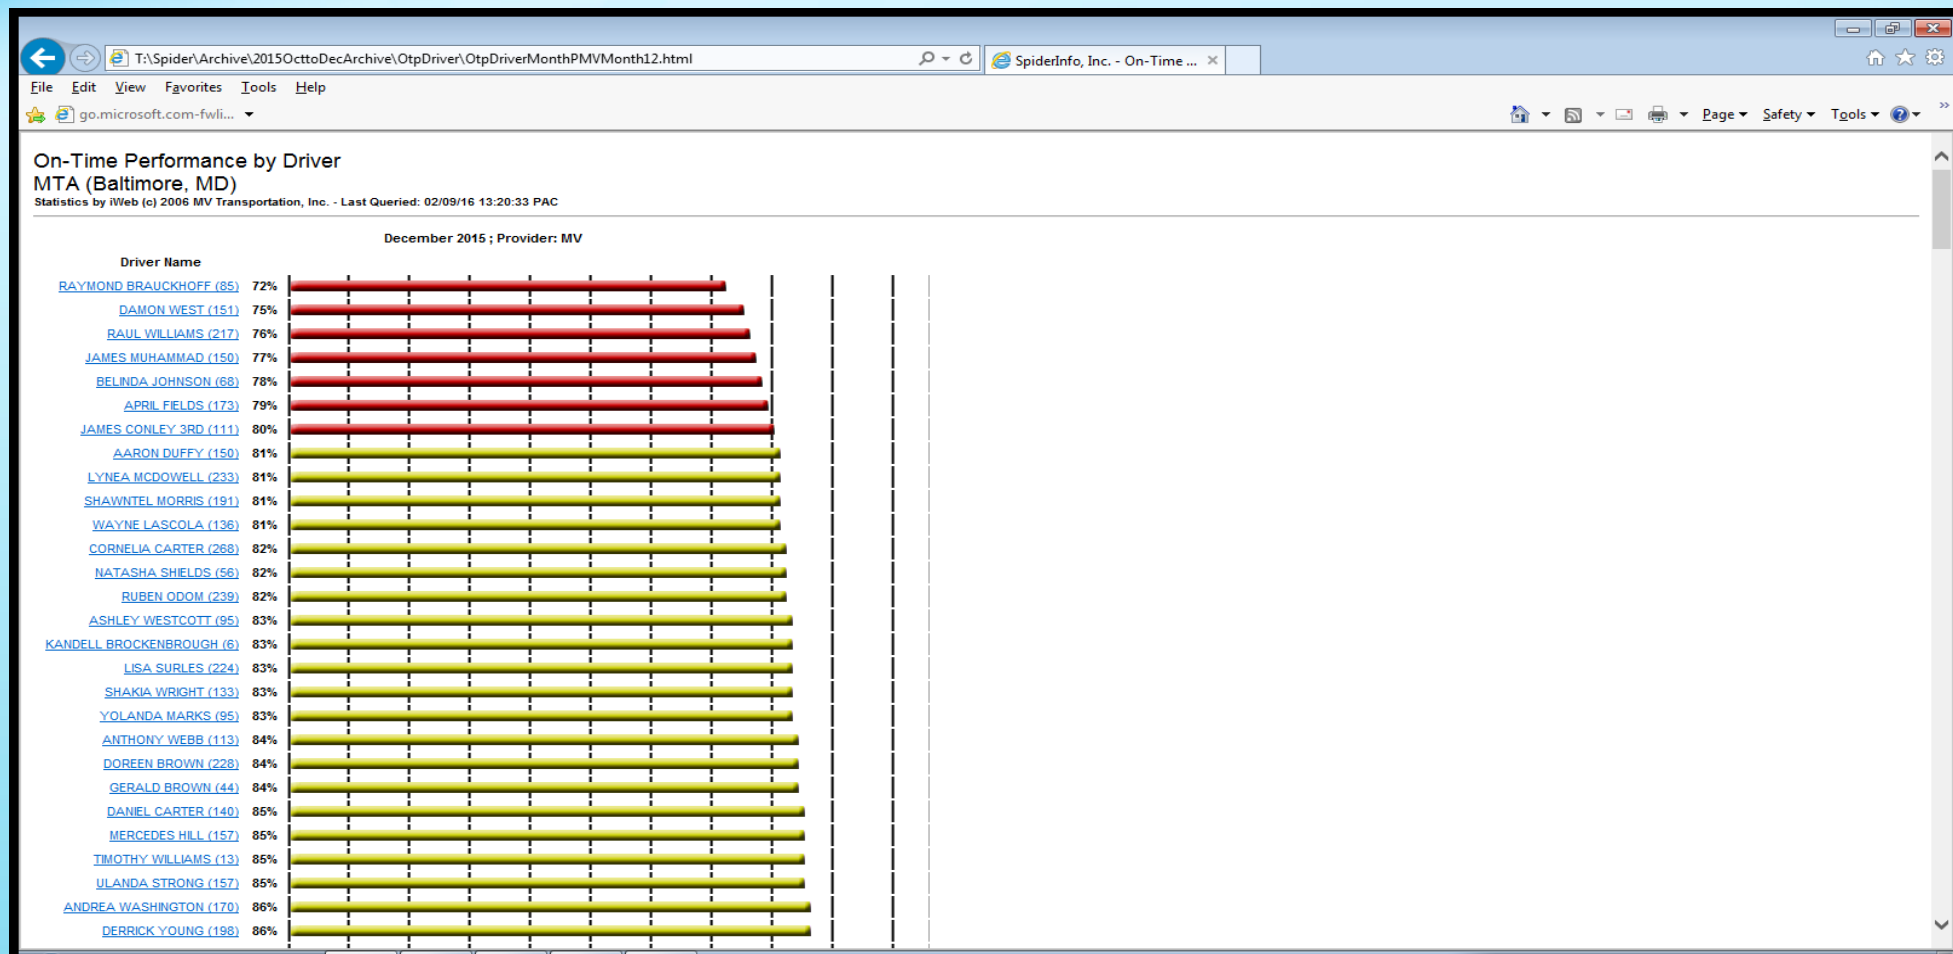 T:\Spider\Archive\2015OcttoDecArchive\OtpDriver\OtpDriverMonthPMVMonth12.html
SpiderInfo, Inc. - On-Time ...
File Edit View Favorites Tools Help
go.microsoft.com-fwli...
Page Safety Tools
On-Time Performance by Driver
MTA (Baltimore, MD)
Statistics by iWeb (c) 2006 MV Transportation, Inc. - Last Queried: 02/09/16 13:20:33 PAC
December 2015 ; Provider: MV
Driver Name
RAYMOND BRAUCKHOFF (85) 72%
DAMON WEST (151) 75%
RAUL WILLIAMS (217) 76%
JAMES MUHAMMAD (150) 77%
BELINDA JOHNSON (68) 78%
APRIL FIELDS (173) 79%
JAMES CONLEY 3RD (111) 80%
AARON DUFFY (150) 81%
LYNEA MCDOWELL (233) 81%
SHAWNTEL MORRIS (191) 81%
WAYNE LASCOLA (136) 81%
CORNELIA CARTER (268) 82%
NATASHA SHIELDS (56) 82%
RUBEN ODOM (239) 82%
ASHLEY WESTCOTT (95) 83%
KANDELL BROCKENBROUGH (6) 83%
LISA SURLES (224) 83%
SHAKIA WRIGHT (133) 83%
YOLANDA MARKS (95) 83%
ANTHONY WEBB (113) 84%
DOREEN BROWN (228) 84%
GERALD BROWN (44) 84%
DANIEL CARTER (140) 85%
MERCEDES HILL (157) 85%
TIMOTHY WILLIAMS (13) 85%
ULANDA STRONG (157) 85%
ANDREA WASHINGTON (170) 86%
DERRICK YOUNG (198) 86%